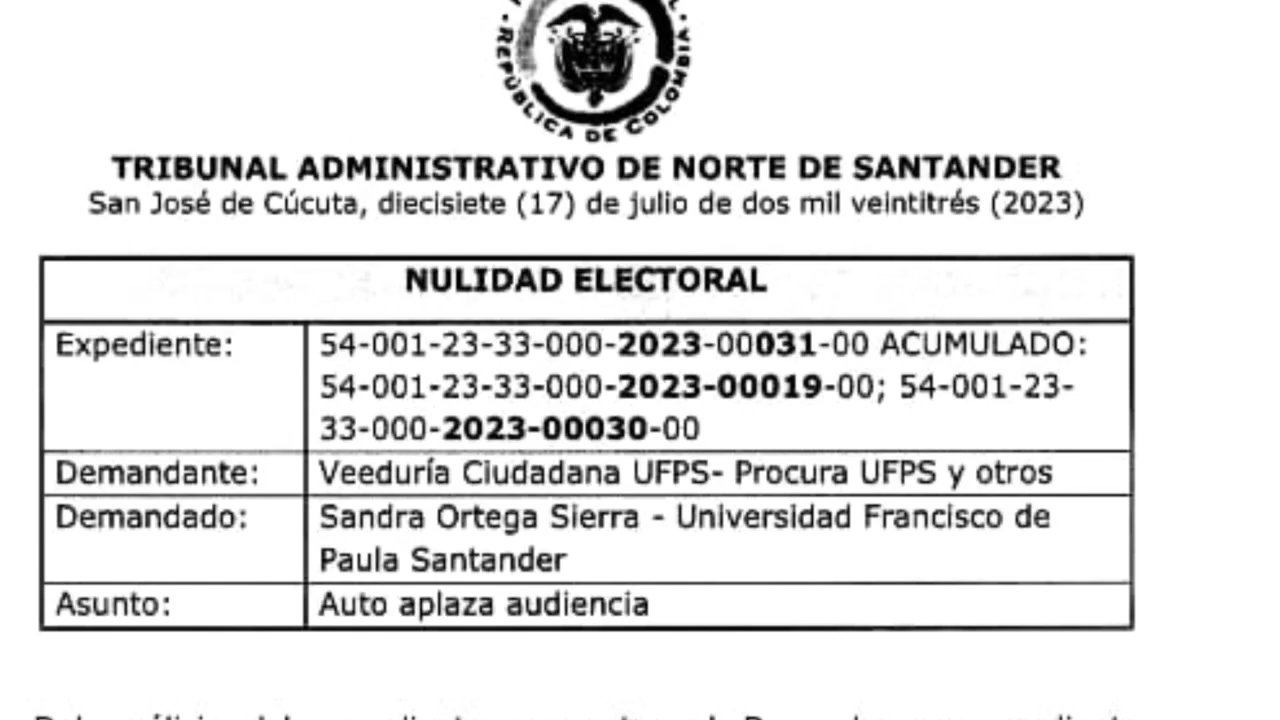 REPÚBLICA DE COLOMBIA
TRIBUNAL ADMINISTRATIVO DE NORTE DE SANTANDER
San José de Cúcuta, diecisiete (17) de julio de dos mil veintitrés (2023)
NULIDAD ELECTORAL
Expediente: 54-001-23-33-000-2023-00031-00 ACUMULADO:
54-001-23-33-000-2023-00019-00; 54-001-23-
33-000-2023-00030-00
Demandante: Veeduría Ciudadana UFPS- Procura UFPS y otros
Demandado: Sandra Ortega Sierra - Universidad Francisco de
Paula Santander
Asunto: Auto aplaza audiencia